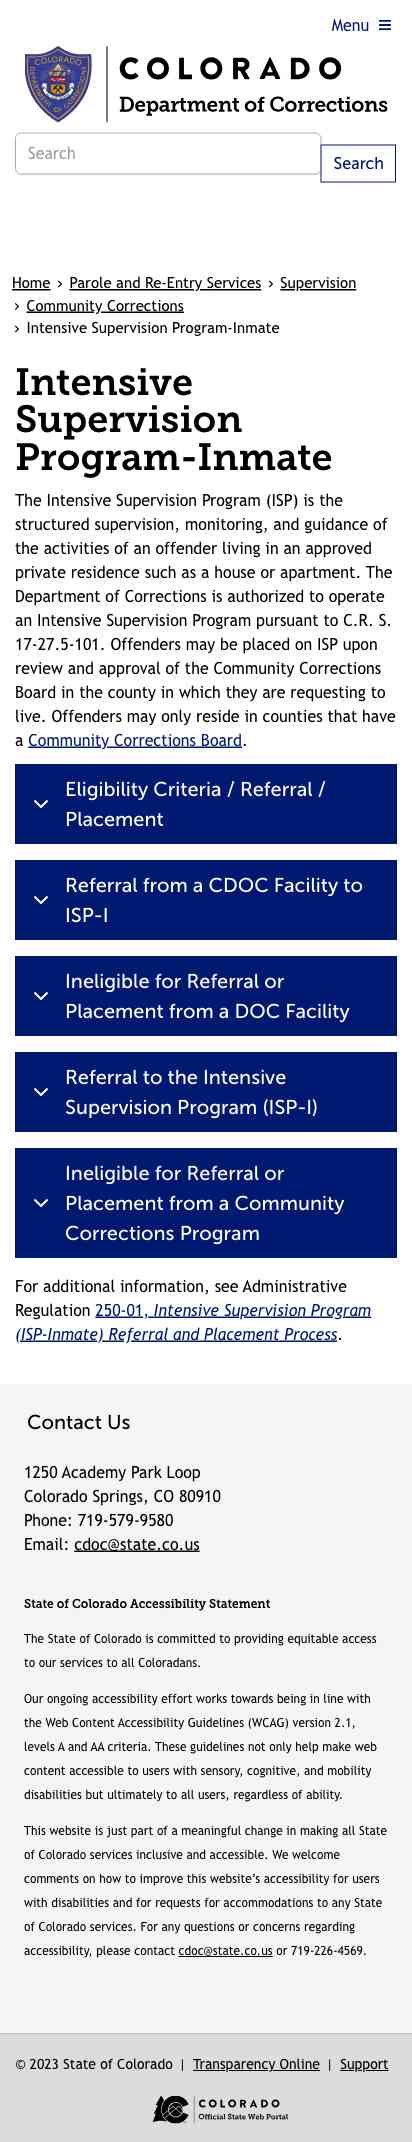 Menu
COLORADO
Department of Corrections
Search
Search
Home › Parole and Re-Entry Services › Supervision
› Community Corrections
› Intensive Supervision Program-Inmate
Intensive
Supervision
Program-Inmate
The Intensive Supervision Program (ISP) is the
structured supervision, monitoring, and guidance of
the activities of an offender living in an approved
private residence such as a house or apartment. The
Department of Corrections is authorized to operate
an Intensive Supervision Program pursuant to C.R. S.
17-27.5-101. Offenders may be placed on ISP upon
review and approval of the Community Corrections
Board in the county in which they are requesting to
live. Offenders may only reside in counties that have
a Community Corrections Board.
Eligibility Criteria / Referral /
Placement
Referral from a CDOC Facility to
ISP-I
Ineligible for Referral or
Placement from a DOC Facility
Referral to the Intensive
Supervision Program (ISP-I)
Ineligible for Referral or
Placement from a Community
Corrections Program
For additional information, see Administrative
Regulation 250-01, Intensive Supervision Program
(ISP-Inmate) Referral and Placement Process.
Contact Us
1250 Academy Park Loop
Colorado Springs, CO 80910
Phone: 719-579-9580
Email: cdoc@state.co.us
State of Colorado Accessibility Statement
The State of Colorado is committed to providing equitable access
to our services to all Coloradans.
Our ongoing accessibility effort works towards being in line with
the Web Content Accessibility Guidelines (WCAG) version 2.1,
levels A and AA criteria. These guidelines not only help make web
content accessible to users with sensory, cognitive, and mobility
disabilities but ultimately to all users, regardless of ability.
This website is just part of a meaningful change in making all State
of Colorado services inclusive and accessible. We welcome
comments on how to improve this website’s accessibility for users
with disabilities and for requests for accommodations to any State
of Colorado services. For any questions or concerns regarding
accessibility, please contact cdoc@state.co.us or 719-226-4569.
© 2023 State of Colorado | Transparency Online | Support
COLORADO
Official State Web Portal